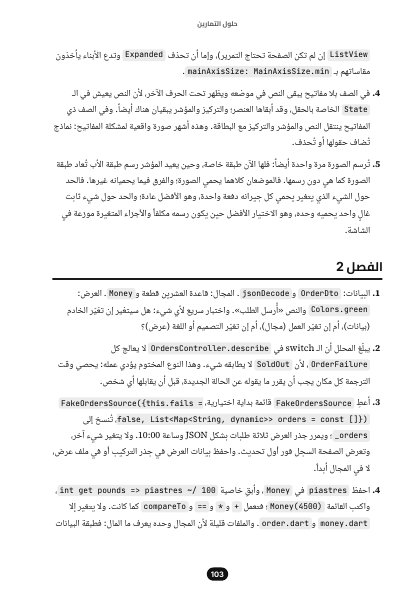 حلول التمارين
ListView إن لم تكن الصفحة تحتاج التمرير)، وإما أن تحذف Expanded وتدع الأبناء يأخذون
مقاساتهم بـ mainAxisSize: MainAxisSize.min.
4. في الصف بلا مفاتيح يبقى النص في موضعه ويظهر تحت الحرف الآخر، لأن النص يعيش في الـ
State الخاصة بالحقل، وقد أبقاها العنصر؛ والتركيز والمؤشر يبقيان هناك أيضاً. وفي الصف ذي
المفاتيح ينتقل النص والمؤشر والتركيز مع البطاقة. وهذه أشهر صورة واقعية لمشكلة المفاتيح: نماذج
تُضاف حقولها أو تُحذف.
5. تُرسم الصورة مرة واحدة أيضاً: فلها الآن طبقة خاصة، وحين يعيد المؤشر رسم طبقة الأب تُعاد طبقة
الصورة كما هي دون رسمها. فالموضعان كلاهما يحمي الصورة؛ والفرق فيما يحميانه غيرها. فالحد
حول الشيء الذي يتغير يحمي كل جيرانه دفعة واحدة، وهو الأفضل عادة؛ والحد حول شيء ثابت
غالٍ واحد يحميه وحده، وهو الاختيار الأفضل حين يكون رسمه مكلفاً والأجزاء المتغيرة موزعة في
الشاشة.
الفصل 2
1. البيانات: OrderDto و jsonDecode. المجال: قاعدة العشرين قطعة و Money. العرض:
Colors.green والنص «أُرسل الطلب». واختبار سريع لأي شيء: هل سيتغير إن تغيّر الخادم
(بيانات)، أم إن تغيّر العمل (مجال)، أم إن تغيّر التصميم أو اللغة (عرض)؟
2. يبلّغ المحلل أن الـ switch في OrdersController.describe لا يعالج كل
OrderFailure، لأن SoldOut لا يطابقه شيء. وهذا النوع المختوم يؤدي عمله: يحصي وقت
الترجمة كل مكان يجب أن يقرر ما يقوله عن الحالة الجديدة، قبل أن يقابلها أي شخص.
3. أعطِ FakeOrdersSource قائمة بداية اختيارية، FakeOrdersSource({this.fails =
false, List<Map<String, dynamic>> orders = const []})، تُنسخ إلى
_orders؛ ويمرر جذر العرض ثلاثة طلبات بشكل JSON وساعة 10:00. ولا يتغير شيء آخر،
وتعرض الصفحة السجل فور أول تحديث. واحفظ بيانات العرض في جذر التركيب أو في ملف عرض،
لا في المجال أبداً.
4. احفظ piastres في Money، وأبقِ خاصية int get pounds => piastres ~/ 100،
واكتب القائمة Money(4500)؛ فتعمل + و * و == و compareTo كما كانت. ولا يتغير إلا
money.dart و order.dart. والملفات قليلة لأن المجال وحده يعرف ما المال: فطبقة البيانات
103